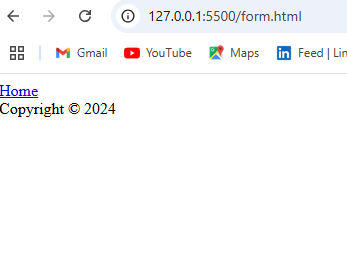 127.0.0.1:5500/form.html
Gmail YouTube Maps Feed | Lin
Home
Copyright © 2024